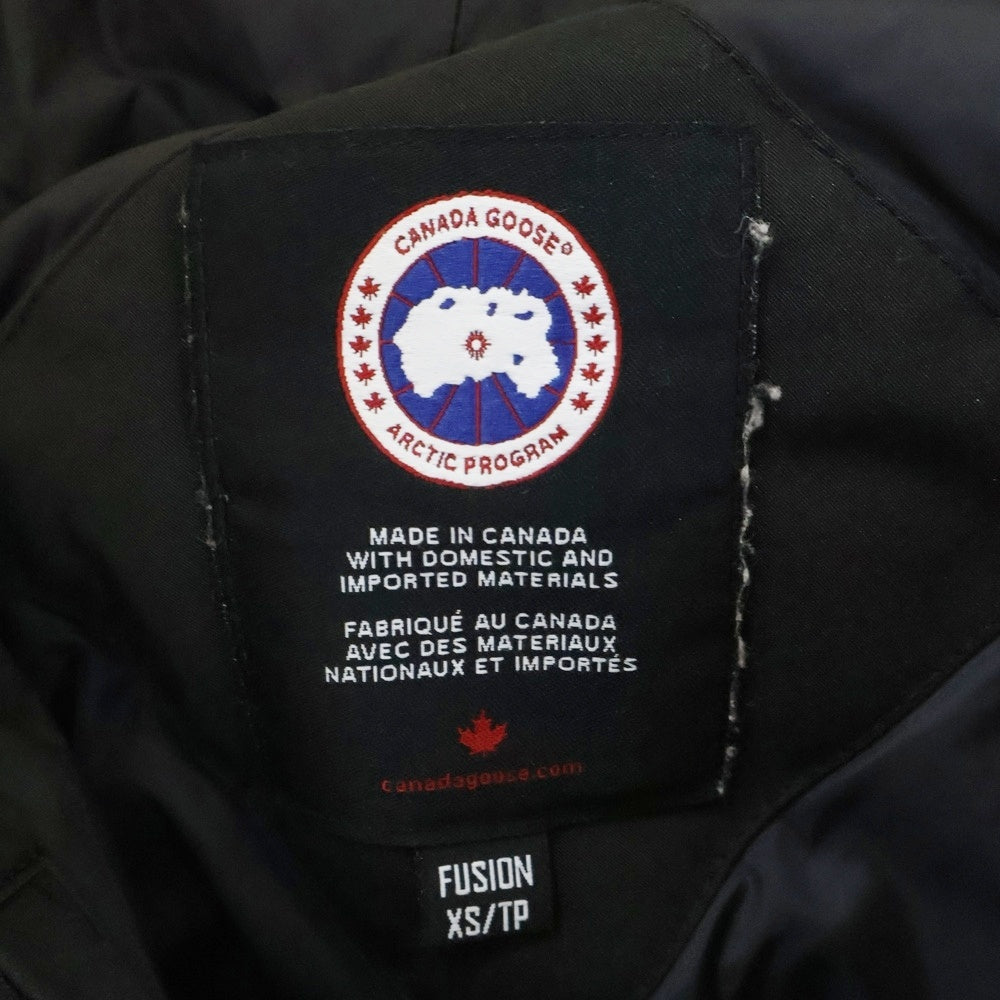 CANADA GOOSE®
ARCTIC PROGRAM
MADE IN CANADA
WITH DOMESTIC AND
IMPORTED MATERIALS
FABRIQUÉ AU CANADA
AVEC DES MATERIAUX
NATIONAUX ET IMPORTÉS
canadagoose.com
FUSION
XS/TP